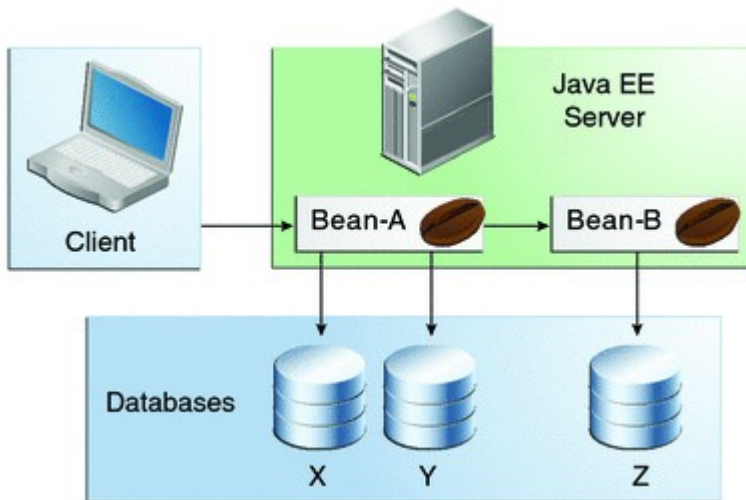 Java EE
Server
Client
Bean-A
Bean-B
Databases
X
Y
Z